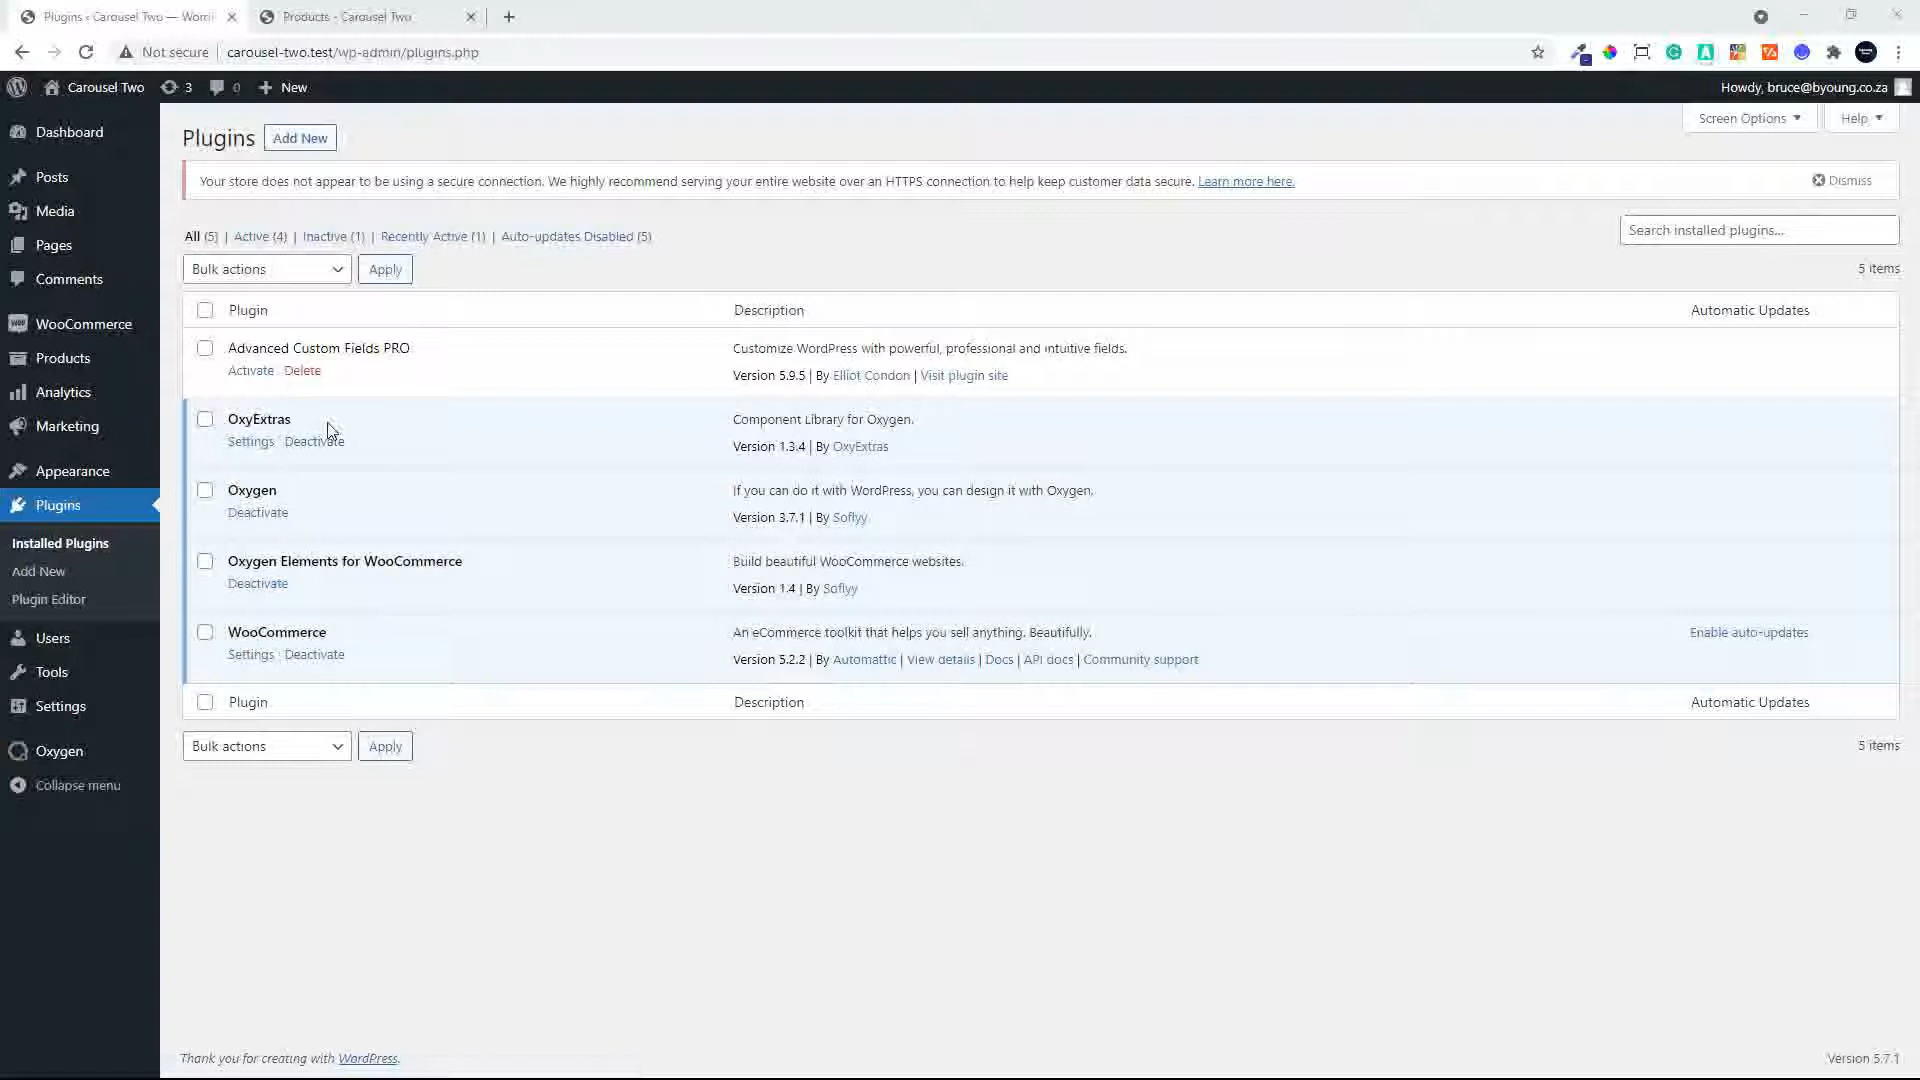 Plugins ‹ Carousel Two — Word
Products - Carousel Two
Not secure
carousel-two.test/wp-admin/plugins.php
Carousel Two
3
0
New
Howdy, bruce@byoung.co.za
Dashboard
Posts
Media
Pages
Comments
WooCommerce
Products
Analytics
Marketing
Appearance
Plugins
Installed Plugins
Add New
Plugin Editor
Users
Tools
Settings
Oxygen
Collapse menu
Plugins
Add New
Screen Options
Help
Your store does not appear to be using a secure connection. We highly recommend serving your entire website over an HTTPS connection to help keep customer data secure. Learn more here.
Dismiss
All (5) | Active (4) | Inactive (1) | Recently Active (1) | Auto-updates Disabled (5)
Search installed plugins...
Bulk actions
Apply
5 items
Plugin
Description
Automatic Updates
Advanced Custom Fields PRO
Customize WordPress with powerful, professional and intuitive fields.
Activate Delete
Version 5.9.5 | By Elliot Condon | Visit plugin site
OxyExtras
Component Library for Oxygen.
Settings Deactivate
Version 1.3.4 | By OxyExtras
Oxygen
If you can do it with WordPress, you can design it with Oxygen.
Deactivate
Version 3.7.1 | By Soflyy
Oxygen Elements for WooCommerce
Build beautiful WooCommerce websites.
Deactivate
Version 1.4 | By Soflyy
WooCommerce
An eCommerce toolkit that helps you sell anything. Beautifully.
Enable auto-updates
Settings Deactivate
Version 5.2.2 | By Automattic | View details | Docs | API docs | Community support
Plugin
Description
Automatic Updates
Bulk actions
Apply
5 items
Thank you for creating with WordPress.
Version 5.7.1